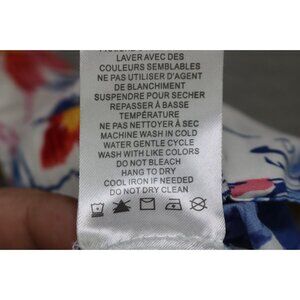 LAVER AVEC DES
COULEURS SEMBLABLES
NE PAS UTILISER D'AGENT
DE BLANCHIMENT
SUSPENDRE POUR SECHER
REPASSER À BASSE
TEMPÉRATURE
NE PAS NETTOYER À SEC
MACHINE WASH IN COLD
WATER GENTLE CYCLE
WASH WITH LIKE COLORS
DO NOT BLEACH
HANG TO DRY
COOL IRON IF NEEDED
DO NOT DRY CLEAN